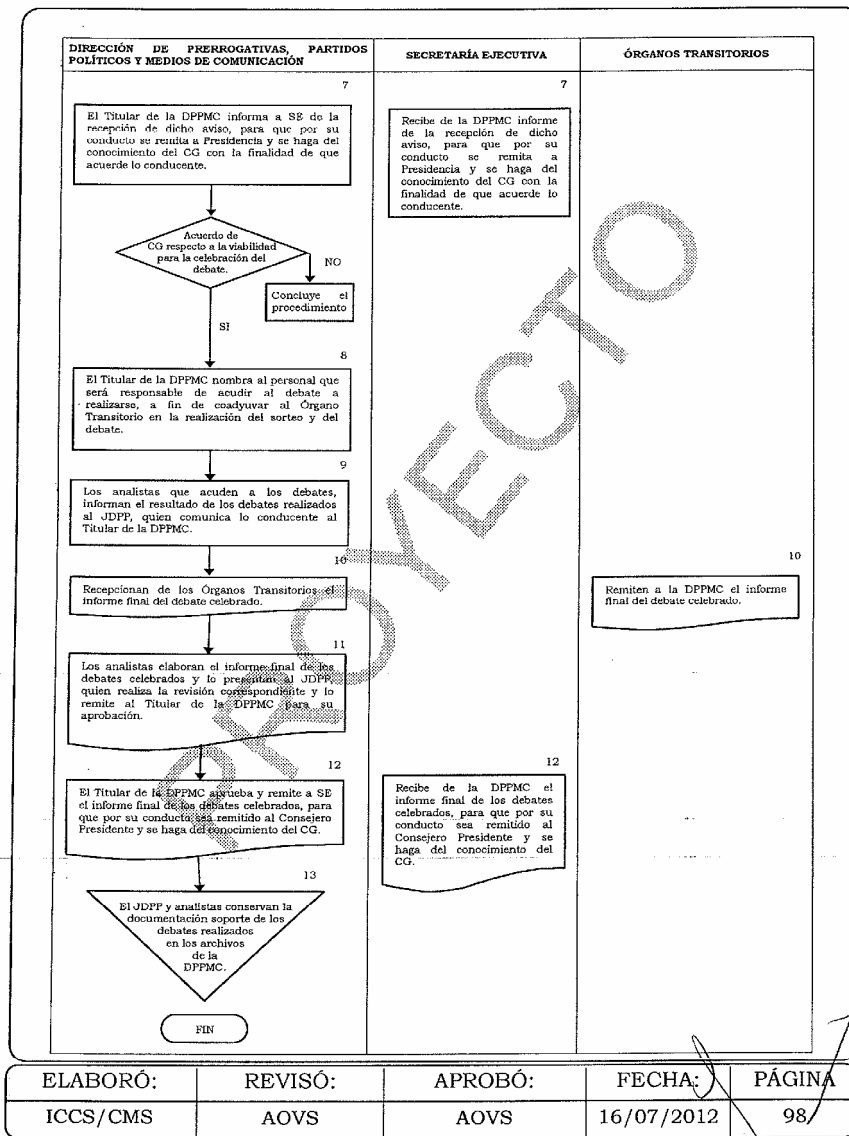 DIRECCIÓN DE PRERROGATIVAS, PARTIDOS
POLÍTICOS Y MEDIOS DE COMUNICACIÓN
SECRETARÍA EJECUTIVA
ÓRGANOS TRANSITORIOS
7
El Titular de la DPPMC informa a SE de la
recepción de dicho aviso, para que por su
conducto se remita a Presidencia y se haga del
conocimiento del CG con la finalidad de que
acuerde lo conducente.
7
Recibe de la DPPMC informe
de la recepción de dicho
aviso, para que por su
conducto se remita a
Presidencia y se haga del
conocimiento del CG con la
finalidad de que acuerde lo
conducente.
Acuerdo de
CG respecto a la viabilidad
para la celebración del
debate.
NO
Concluye el
procedimiento
SI
8
El Titular de la DPPMC nombra al personal que
será responsable de acudir al debate a
realizarse, a fin de coadyuvar al Órgano
Transitorio en la realización del sorteo y del
debate.
9
Los analistas que acuden a los debates,
informan el resultado de los debates realizados
al JDPP, quien comunica lo conducente al
Titular de la DPPMC.
10
Recepcionan de los Órganos Transitorios el
informe final del debate celebrado.
10
Remiten a la DPPMC el informe
final del debate celebrado.
11
Los analistas elaboran el informe final de los
debates celebrados y lo presentan al JDPP,
quien realiza la revisión correspondiente y lo
remite al Titular de la DPPMC para su
aprobación.
12
El Titular de la DPPMC aprueba y remite a SE
el informe final de los debates celebrados, para
que por su conducto sea remitido al Consejero
Presidente y se haga del conocimiento del CG.
12
Recibe de la DPPMC el
informe final de los debates
celebrados, para que por su
conducto sea remitido al
Consejero Presidente y se
haga del conocimiento del
CG.
13
El JDPP y analistas conservan la
documentación soporte de los
debates realizados
en los archivos
de la
DPPMC.
FIN
PROYECTO
ELABORÓ: REVISÓ: APROBÓ: FECHA: PÁGINA
ICCS/CMS AOVS AOVS 16/07/2012 98